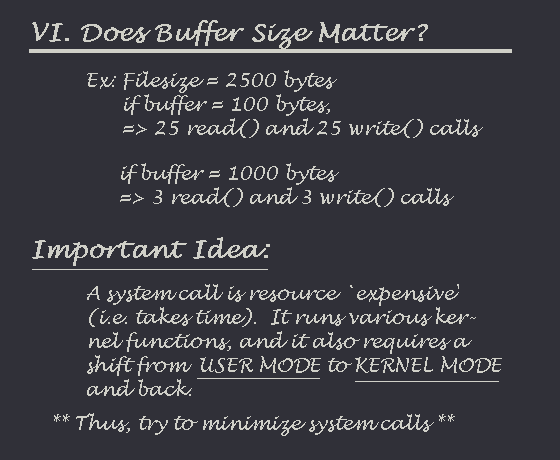 VI. Does Buffer Size Matter?
Ex: Filesize = 2500 bytes
if buffer = 100 bytes,
=> 25 read() and 25 write() calls
if buffer = 1000 bytes
=> 3 read() and 3 write() calls
Important Idea:
A system call is resource `expensive'
(i.e. takes time). It runs various ker-
nel functions, and it also requires a
shift from USER MODE to KERNEL MODE
and back.
** Thus, try to minimize system calls **